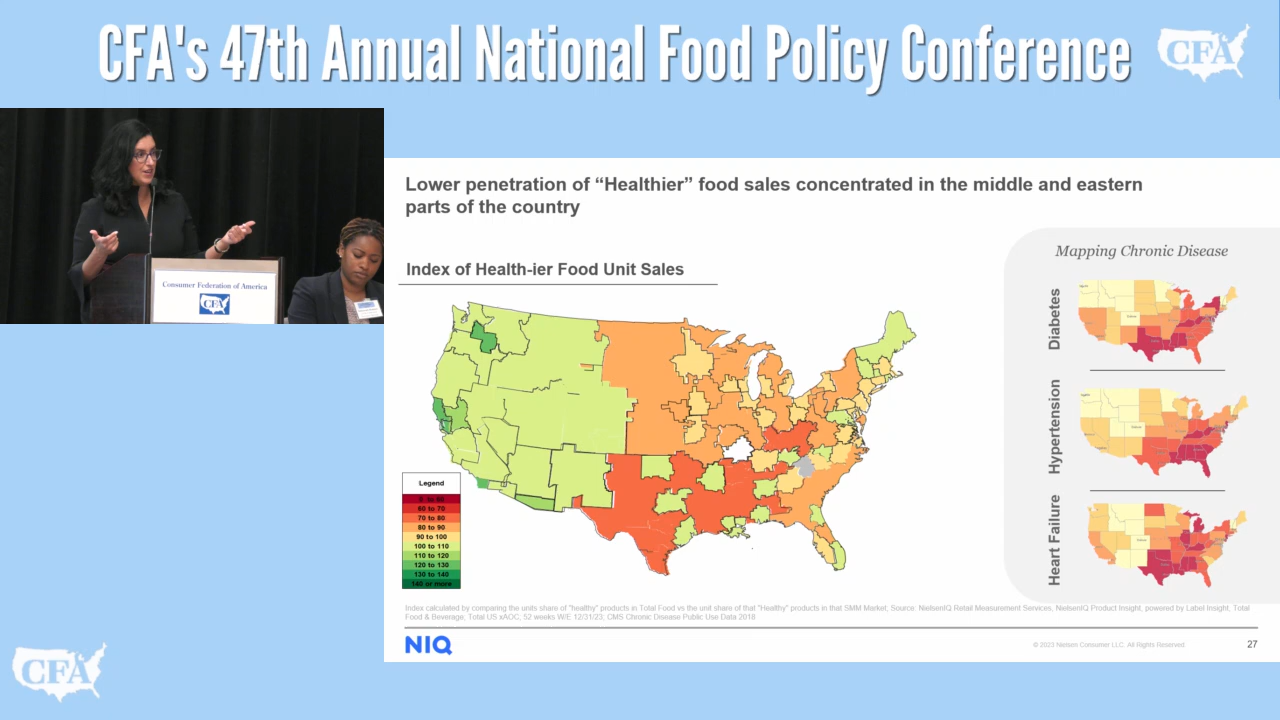 CFA's 47th Annual National Food Policy Conference
CFA
Consumer Federation of America
CFA
Lower penetration of “Healthier” food sales concentrated in the middle and eastern
parts of the country
Index of Health-ier Food Unit Sales
Legend
60 to 70
70 to 80
80 to 90
90 to 100
100 to 110
110 to 120
120 to 130
130 to 140
140 or more
Mapping Chronic Disease
Diabetes
Hypertension
Heart Failure
Index calculated by comparing the units share of "healthy" products in Total Food vs the unit share of that "Healthy" products in that SMM Market, Source: NielsenIQ Retail Measurement Services, NielsenIQ Product Insight, powered by Label Insight, Total
Food & Beverage; Total US xAOC; 52 weeks W/E 12/31/23; CMS Chronic Disease Public Use Data 2018
NIQ
© 2023 Nielsen Consumer LLC. All Rights Reserved
27
CFA